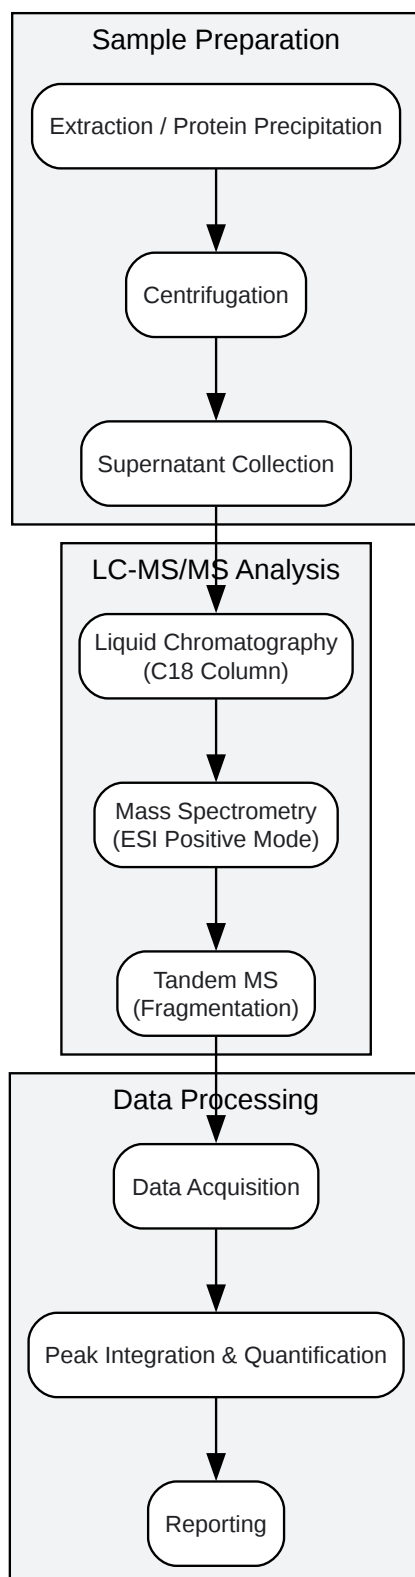 Sample Preparation
Extraction / Protein Precipitation
Centrifugation
Supernatant Collection
LC-MS/MS Analysis
Liquid Chromatography
(C18 Column)
Mass Spectrometry
(ESI Positive Mode)
Tandem MS
(Fragmentation)
Data Processing
Data Acquisition
Peak Integration & Quantification
Reporting